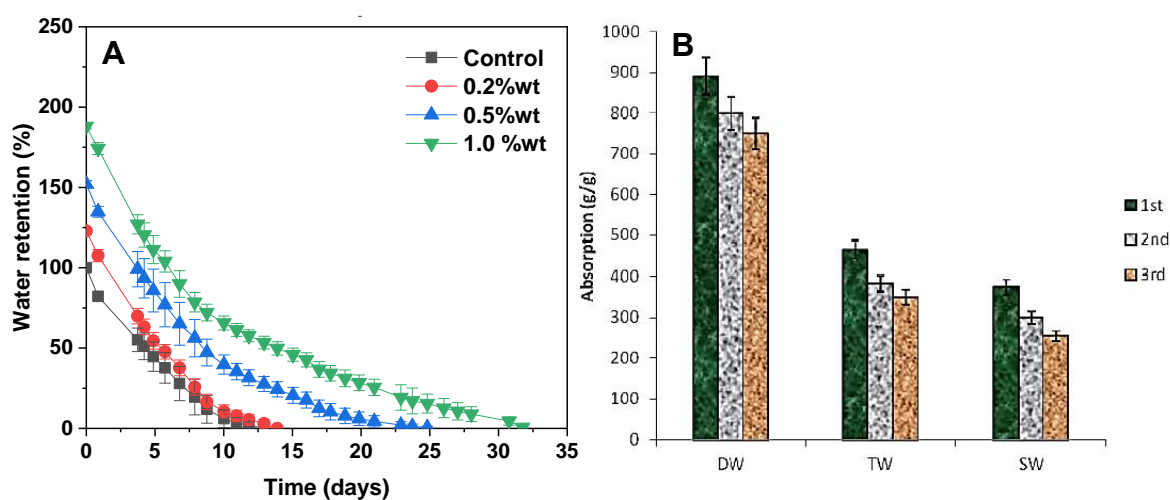 A
Control
0.2%wt
0.5%wt
1.0 %wt
250
200
150
100
50
0
Water retention (%)
0 5 10 15 20 25 30 35
Time (days)
B
1000
900
800
700
600
500
400
300
200
100
0
Absorption (g/g)
DW TW SW
1st
2nd
3rd